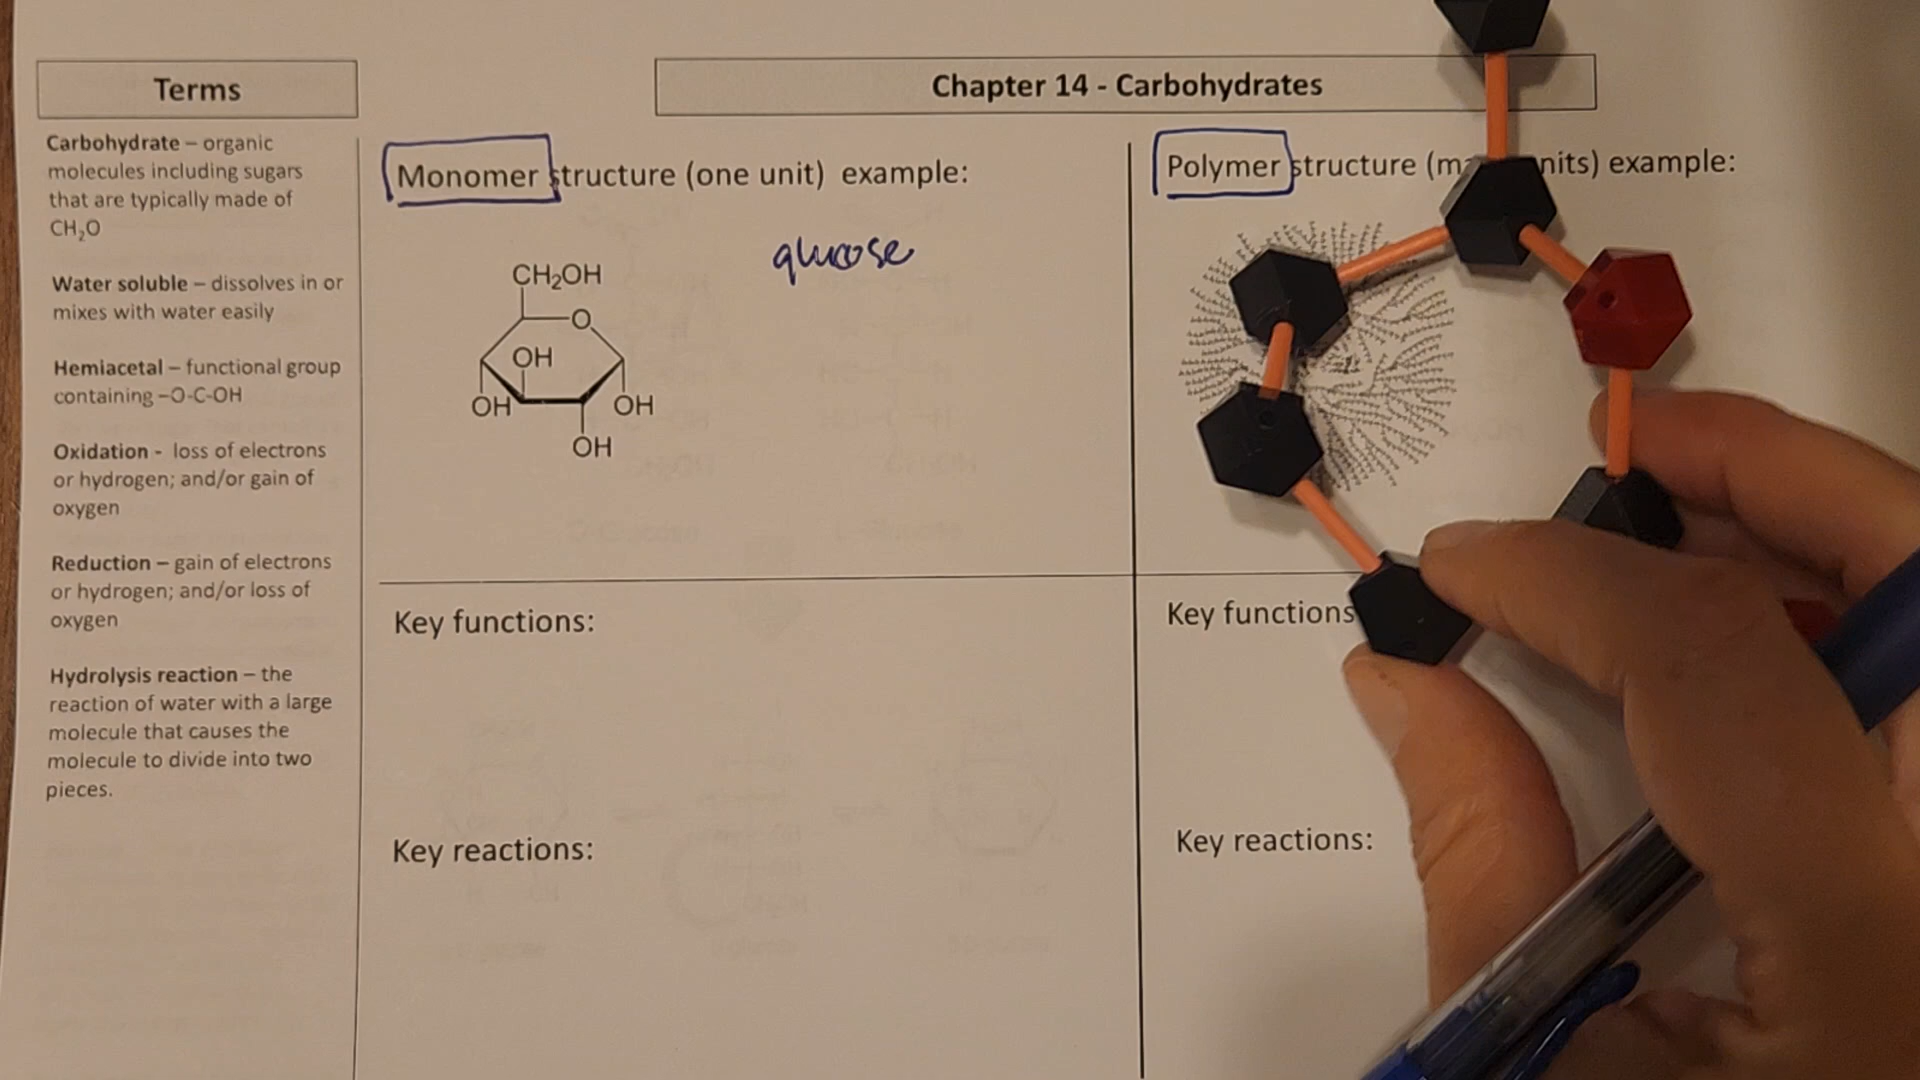 Terms
Chapter 14 - Carbohydrates
Carbohydrate – organic
molecules including sugars
that are typically made of
CH₂O
Water soluble – dissolves in or
mixes with water easily
Hemiacetal – functional group
containing –O-C-OH
Oxidation - loss of electrons
or hydrogen; and/or gain of
oxygen
Reduction – gain of electrons
or hydrogen; and/or loss of
oxygen
Hydrolysis reaction – the
reaction of water with a large
molecule that causes the
molecule to divide into two
pieces.
Monomer structure (one unit) example:
glucose
CH₂OH
O
OH
OH
OH
OH
Key functions:
Key reactions:
Polymer structure ( example:
Key functions
Key reactions: